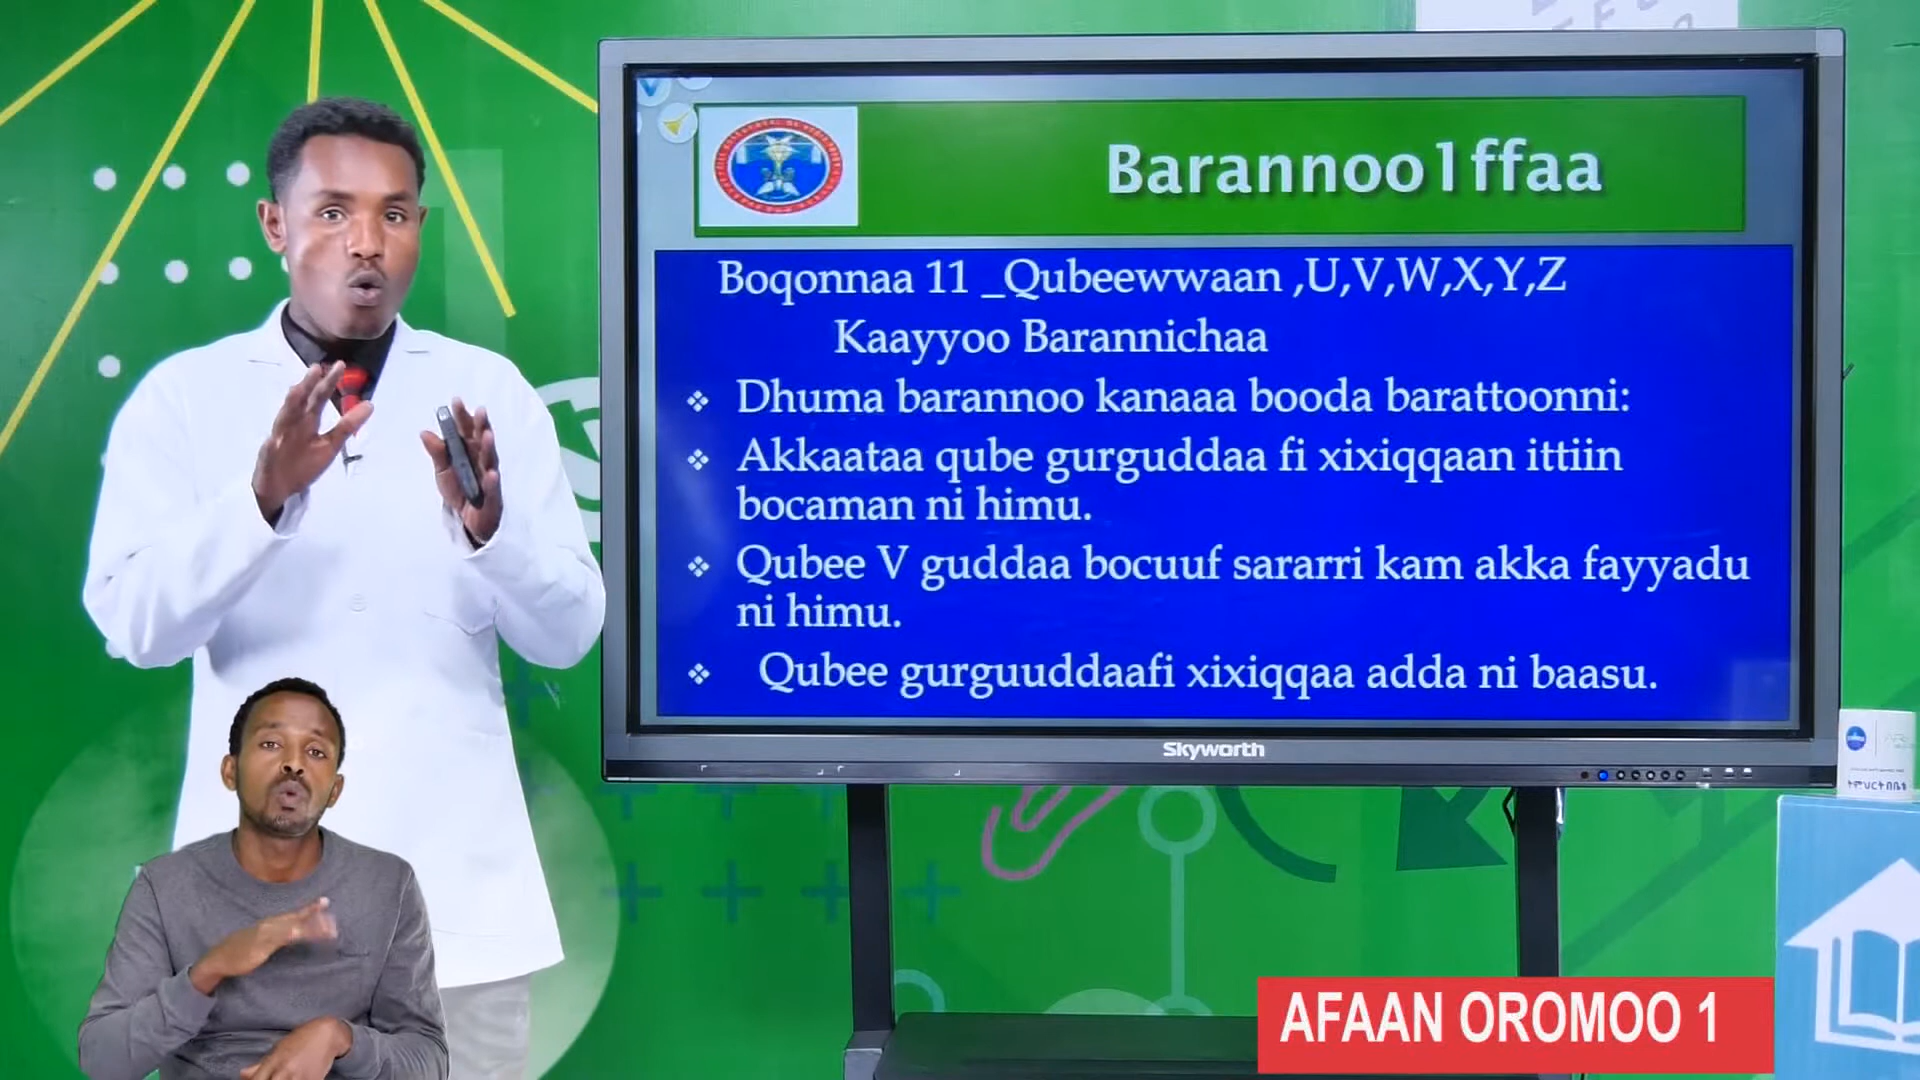 Barannoo1ffaa
Boqonnaa 11 _Qubeewwaan ,U,V,W,X,Y,Z
Kaayyoo Barannichaa
❖ Dhuma barannoo kanaaa booda barattoonni:
❖ Akkaataa qube gurguddaa fi xixiqqaan ittiin
bocaman ni himu.
❖ Qubee V guddaa bocuuf sararri kam akka fayyadu
ni himu.
❖ Qubee gurguuddaafi xixiqqaa adda ni baasu.
Skyworth
AFAAN OROMOO 1